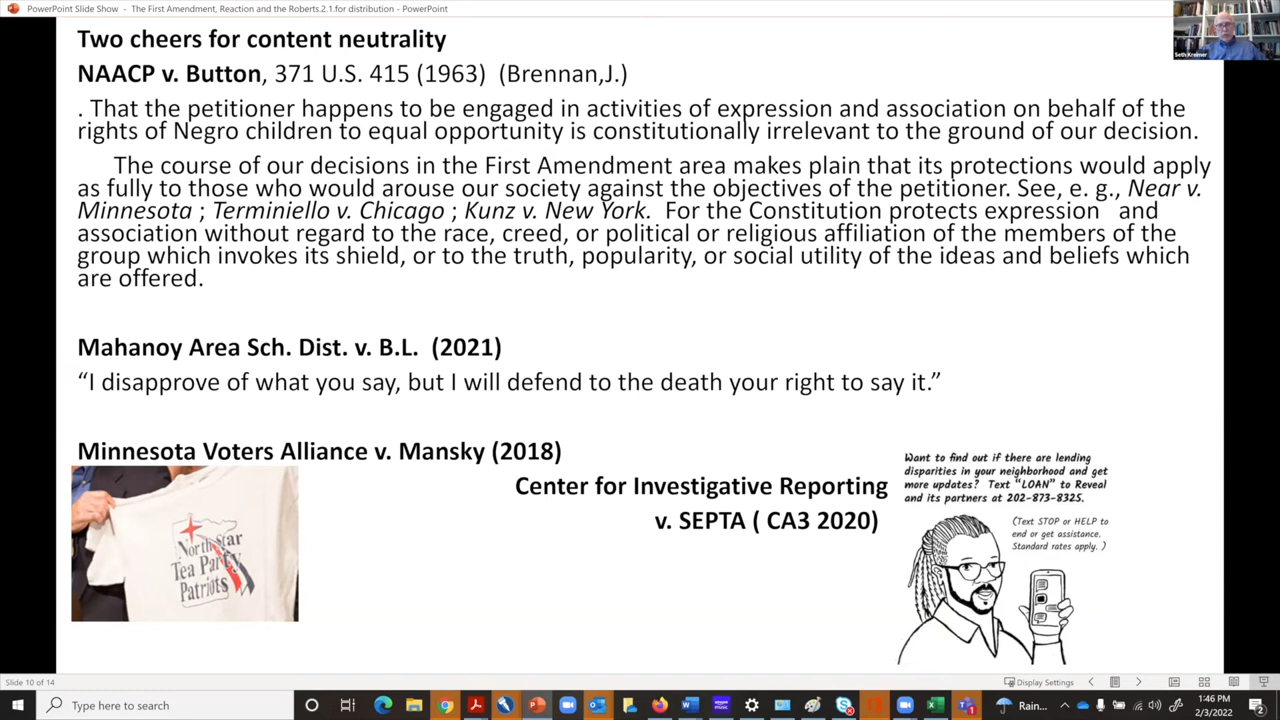 PowerPoint Slide Show - The First Amendment, Reaction and the Roberts.2.1.for distribution - PowerPoint
Seth Kreimer
Two cheers for content neutrality
NAACP v. Button, 371 U.S. 415 (1963) (Brennan,J.)
. That the petitioner happens to be engaged in activities of expression and association on behalf of the
rights of Negro children to equal opportunity is constitutionally irrelevant to the ground of our decision.
The course of our decisions in the First Amendment area makes plain that its protections would apply
as fully to those who would arouse our society against the objectives of the petitioner. See, e. g., Near v.
Minnesota ; Terminiello v. Chicago ; Kunz v. New York. For the Constitution protects expression and
association without regard to the race, creed, or political or religious affiliation of the members of the
group which invokes its shield, or to the truth, popularity, or social utility of the ideas and beliefs which
are offered.
Mahanoy Area Sch. Dist. v. B.L. (2021)
“I disapprove of what you say, but I will defend to the death your right to say it.”
Minnesota Voters Alliance v. Mansky (2018)
North Star
Tea Party
Patriots
Center for Investigative Reporting
v. SEPTA ( CA3 2020)
Want to find out if there are lending
disparities in your neighborhood and get
more updates? Text “LOAN” to Reveal
and its partners at 202-873-8325.
(Text STOP or HELP to
end or get assistance.
Standard rates apply. )
Slide 10 of 14
Display Settings
Type here to search
Rain...
1:46 PM
2/3/2022